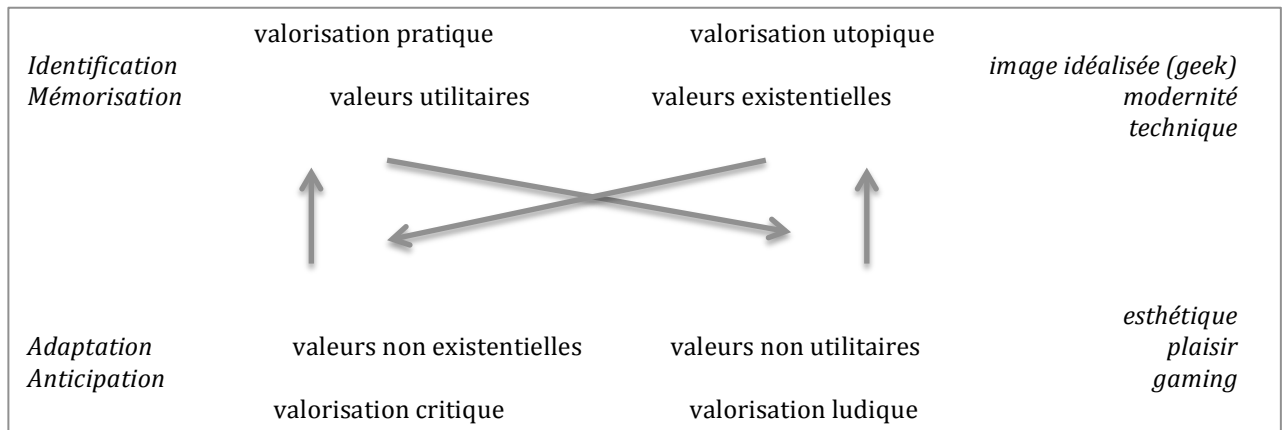 valorisation pratique
valorisation utopique
Identification
Mémorisation
image idéalisée (geek)
modernité
technique
valeurs utilitaires
valeurs existentielles
Adaptation
Anticipation
valeurs non existentielles
valeurs non utilitaires
esthétique
plaisir
gaming
valorisation critique
valorisation ludique